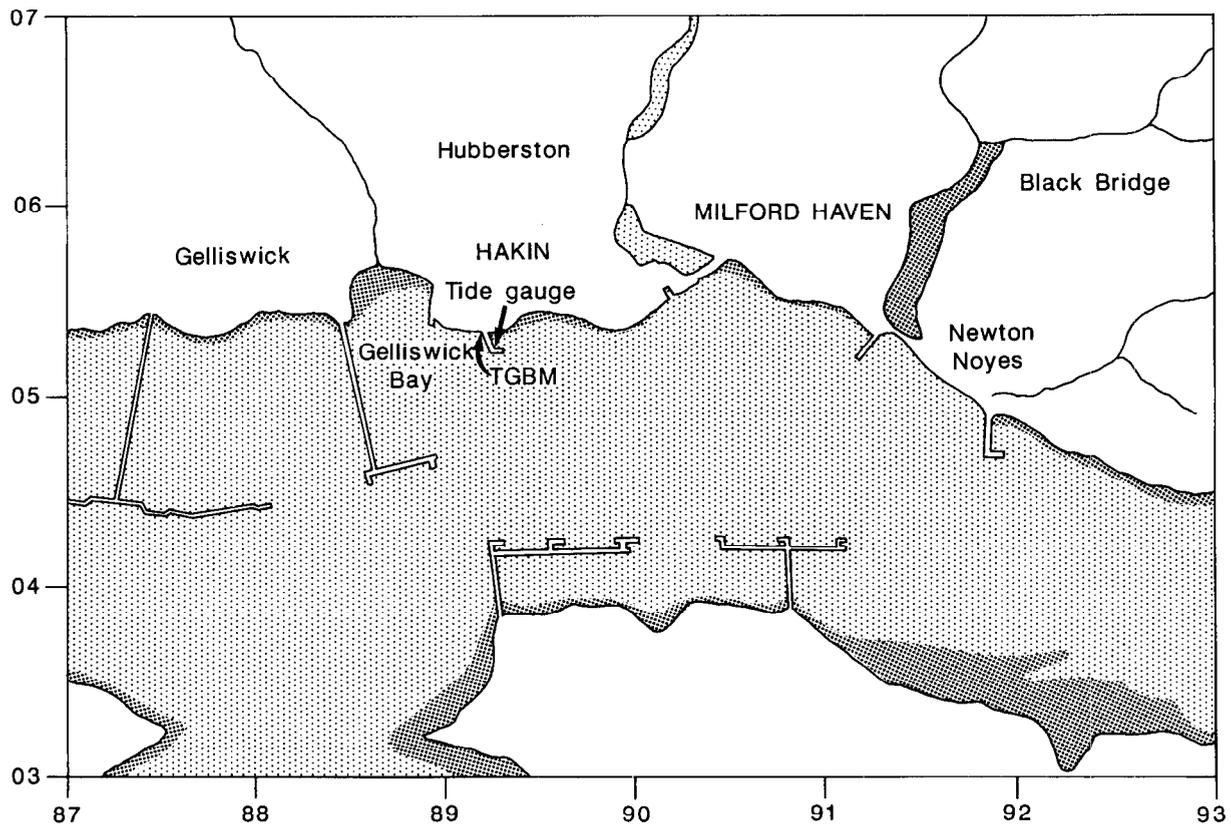 07
Hubberston
Black Bridge
06
MILFORD HAVEN
HAKIN
Gelliswick
Tide gauge
Newton
Noyes
Gelliswick
Bay
TGBM
05
04
03
87 88 89 90 91 92 93